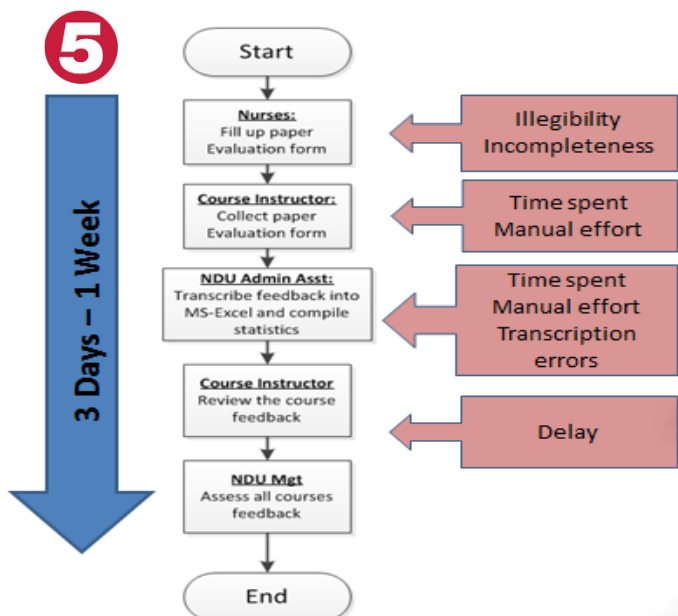 5
Start
Nurses:
Fill up paper
Evaluation form
Illegibility
Incompleteness
Course Instructor:
Collect paper
Evaluation form
Time spent
Manual effort
NDU Admin Asst:
Transcribe feedback into
MS-Excel and compile
statistics
Time spent
Manual effort
Transcription
errors
Course Instructor
Review the course
feedback
Delay
NDU Mgt
Assess all courses
feedback
End
3 Days – 1 Week